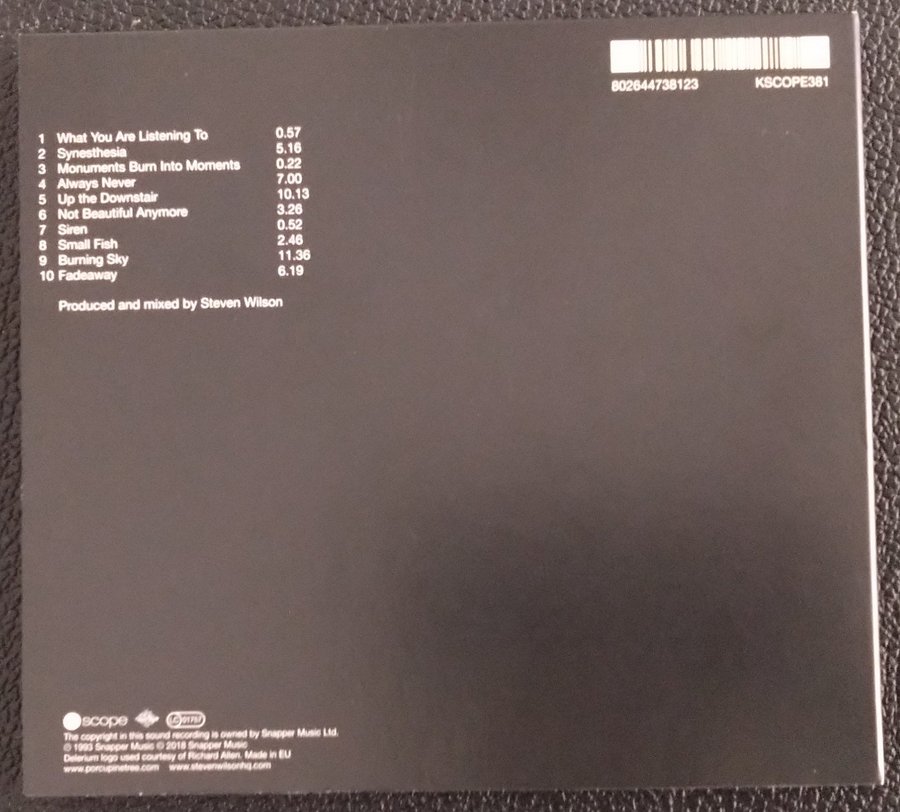 802644738123 KSCOPE381
1 What You Are Listening To 0.57
2 Synesthesia 5.16
3 Monuments Burn Into Moments 0.22
4 Always Never 7.00
5 Up the Downstair 10.13
6 Not Beautiful Anymore 3.26
7 Siren 0.52
8 Small Fish 2.46
9 Burning Sky 11.36
10 Fadeaway 6.19
Produced and mixed by Steven Wilson
scope LC 01757
The copyright in this sound recording is owned by Snapper Music Ltd.
℗ 1993 Snapper Music © 2018 Snapper Music
Delerium logo used courtesy of Richard Allen. Made in EU
www.porcupinetree.com www.stevenwilsonhq.com